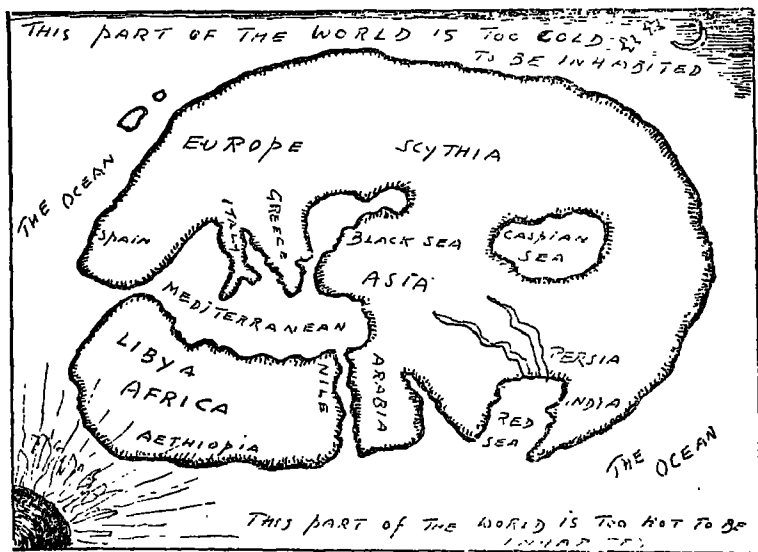 THIS PART OF THE WORLD IS TOO COLD
TO BE INHABITED
EUROPE
SCYTHIA
THE OCEAN
SPAIN
ITALY
GREECE
BLACK SEA
CASPIAN
SEA
ASIA
MEDITERRANEAN
LIBYA
AFRICA
AETHIOPIA
NILE
ARABIA
PERSIA
INDIA
RED
SEA
THE OCEAN
THIS PART OF THE WORLD IS TOO HOT TO BE